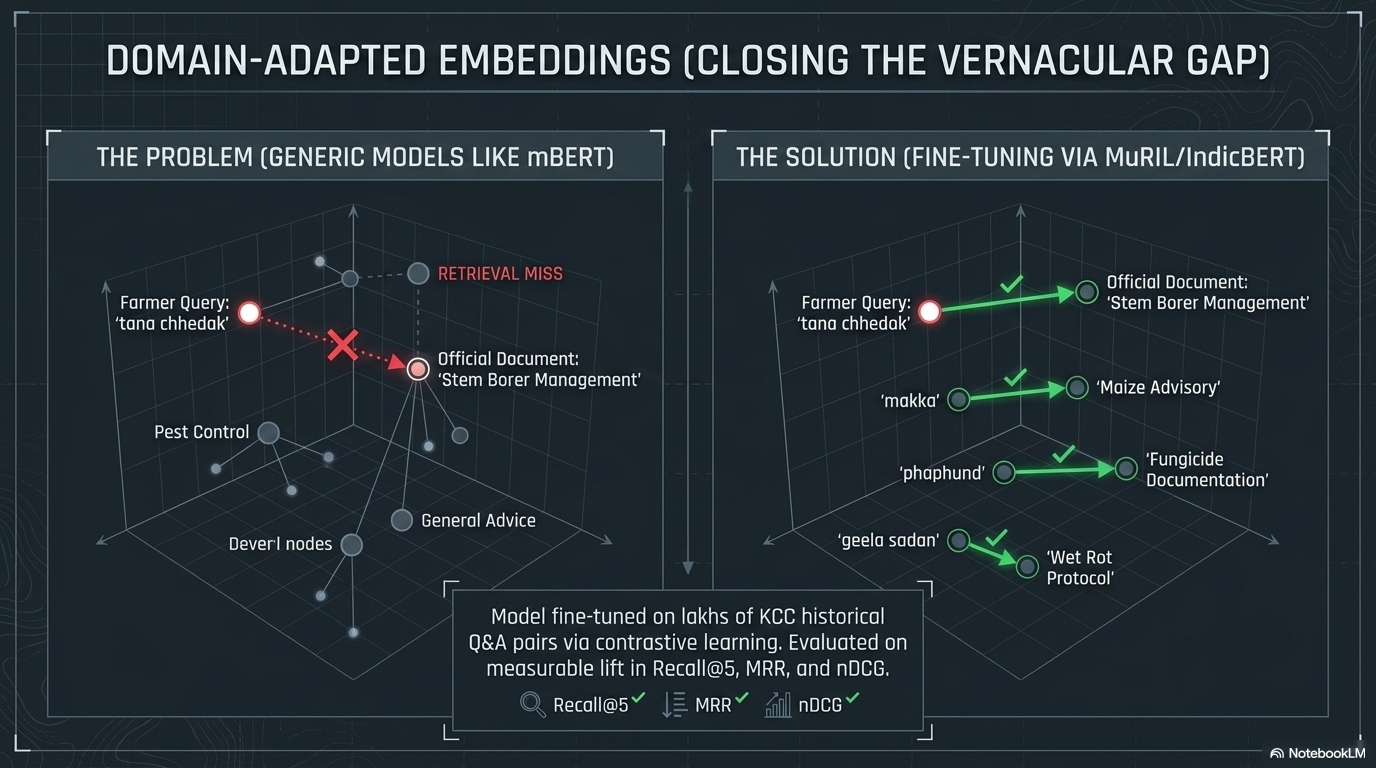 DOMAIN-ADAPTED EMBEDDINGS (CLOSING THE VERNACULAR GAP)
THE PROBLEM (GENERIC MODELS LIKE mBERT)
RETRIEVAL MISS
Farmer Query:
'tana chhedak'
Official Document:
'Stem Borer Management'
Pest Control
General Advice
Dever'l nodes
THE SOLUTION (FINE-TUNING VIA MuRIL/IndicBERT)
Farmer Query:
'tana chhedak'
Official Document:
'Stem Borer Management'
'makka'
'Maize Advisory'
'phaphund'
'Fungicide
Documentation'
'geela sadan'
'Wet Rot
Protocol'
Model fine-tuned on lakhs of KCC historical
Q&A pairs via contrastive learning. Evaluated on
measurable lift in Recall@5, MRR, and nDCG.
Recall@5 MRR nDCG
NotebookLM